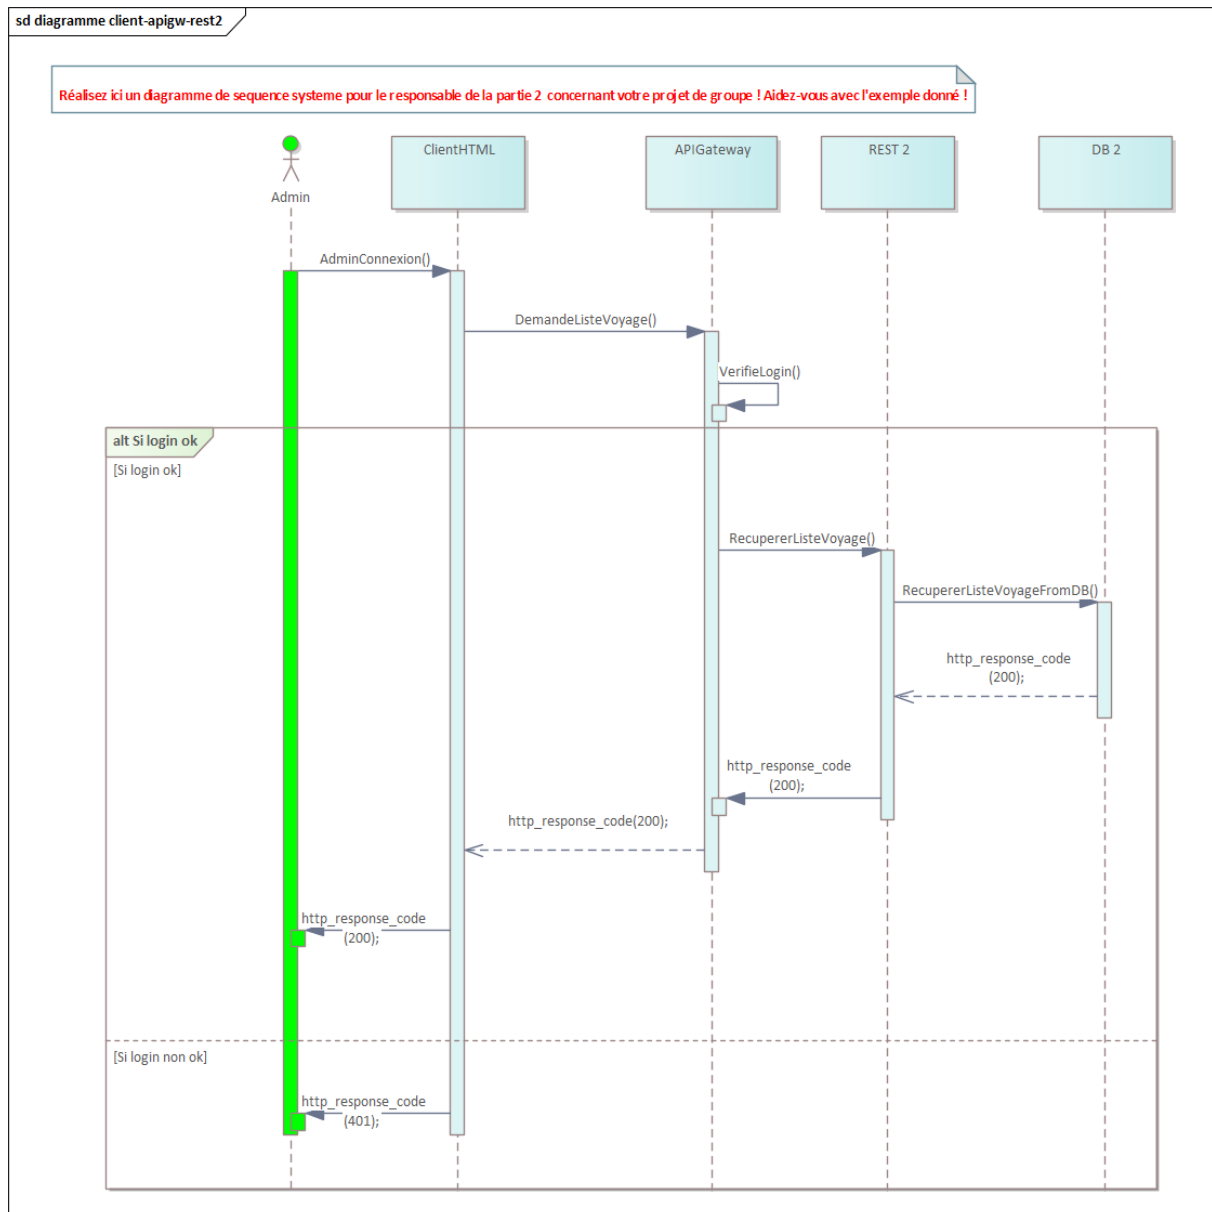 sd diagramme client-apigw-rest2
Réalisez ici un diagramme de sequence systeme pour le responsable de la partie 2 concernant votre projet de groupe ! Aidez-vous avec l'exemple donné !
ClientHTML
APIGateway
REST 2
DB 2
Admin
AdminConnexion()
DemandeListeVoyage()
VerifieLogin()
alt Si login ok
[Si login ok]
RecupererListeVoyage()
RecupererListeVoyageFromDB()
http_response_code
(200);
http_response_code
(200);
http_response_code(200);
http_response_code
(200);
[Si login non ok]
http_response_code
(401);